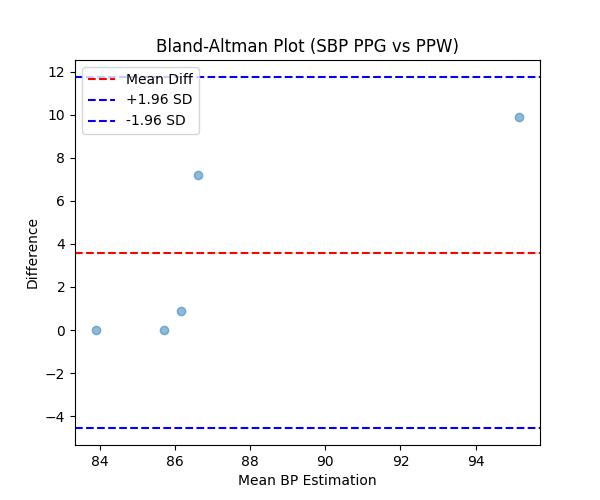 Bland-Altman Plot (SBP PPG vs PPW)
Mean Diff
+1.96 SD
-1.96 SD
12
10
8
6
4
2
0
−2
−4
Difference
84 86 88 90 92 94
Mean BP Estimation